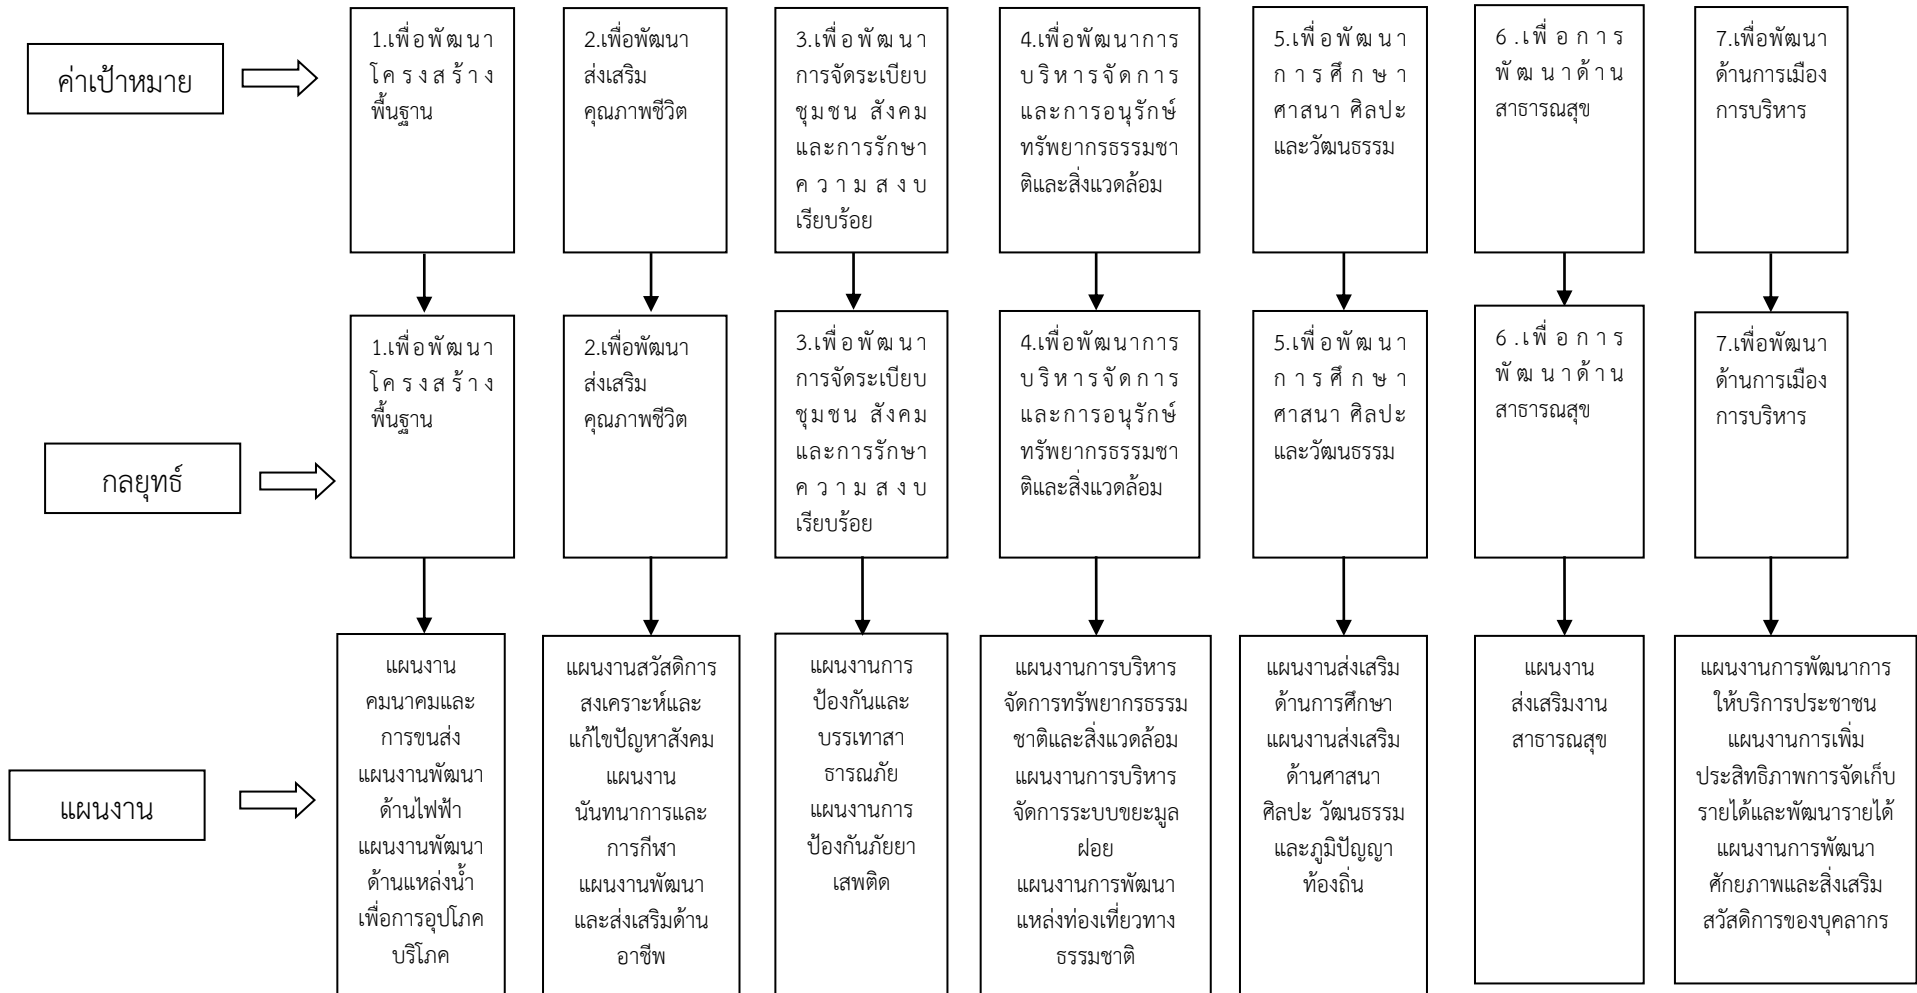 ค่าเป้าหมาย
1.เพื่อพัฒนา
โครงสร้าง
พื้นฐาน
2.เพื่อพัฒนา
ส่งเสริม
คุณภาพชีวิต
3.เพื่อพัฒนา
การจัดระเบียบ
ชุมชน สังคม
และการรักษา
ความสงบ
เรียบร้อย
4.เพื่อพัฒนาการ
บริหารจัดการ
และการอนุรักษ์
ทรัพยากรธรรมชา
ติและสิ่งแวดล้อม
5.เพื่อพัฒนา
การศึกษา
ศาสนา ศิลปะ
และวัฒนธรรม
6.เพื่อการ
พัฒนาด้าน
สาธารณสุข
7.เพื่อพัฒนา
ด้านการเมือง
การบริหาร
กลยุทธ์
1.เพื่อพัฒนา
โครงสร้าง
พื้นฐาน
2.เพื่อพัฒนา
ส่งเสริม
คุณภาพชีวิต
3.เพื่อพัฒนา
การจัดระเบียบ
ชุมชน สังคม
และการรักษา
ความสงบ
เรียบร้อย
4.เพื่อพัฒนาการ
บริหารจัดการ
และการอนุรักษ์
ทรัพยากรธรรมชา
ติและสิ่งแวดล้อม
5.เพื่อพัฒนา
การศึกษา
ศาสนา ศิลปะ
และวัฒนธรรม
6.เพื่อการ
พัฒนาด้าน
สาธารณสุข
7.เพื่อพัฒนา
ด้านการเมือง
การบริหาร
แผนงาน
แผนงาน
คมนาคมและ
การขนส่ง
แผนงานพัฒนา
ด้านไฟฟ้า
แผนงานพัฒนา
ด้านแหล่งน้ำ
เพื่อการอุปโภค
บริโภค
แผนงานสวัสดิการ
สงเคราะห์และ
แก้ไขปัญหาสังคม
แผนงาน
นันทนาการและ
การกีฬา
แผนงานพัฒนา
และส่งเสริมด้าน
อาชีพ
แผนงานการ
ป้องกันและ
บรรเทาสา
ธารณภัย
แผนงานการ
ป้องกันภัยยา
เสพติด
แผนงานการบริหาร
จัดการทรัพยากรธรรม
ชาติและสิ่งแวดล้อม
แผนงานการบริหาร
จัดการระบบขยะมูล
ฝอย
แผนงานการพัฒนา
แหล่งท่องเที่ยวทาง
ธรรมชาติ
แผนงานส่งเสริม
ด้านการศึกษา
แผนงานส่งเสริม
ด้านศาสนา
ศิลปะ วัฒนธรรม
และภูมิปัญญา
ท้องถิ่น
แผนงาน
ส่งเสริมงาน
สาธารณสุข
แผนงานการพัฒนาการ
ให้บริการประชาชน
แผนงานการเพิ่ม
ประสิทธิภาพการจัดเก็บ
รายได้และพัฒนารายได้
แผนงานการพัฒนา
ศักยภาพและสิ่งเสริม
สวัสดิการของบุคลากร